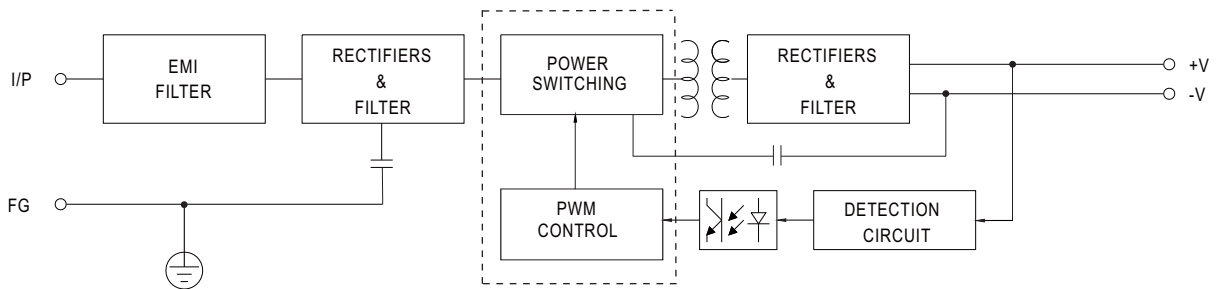 I/P
EMI
FILTER
RECTIFIERS
&
FILTER
POWER
SWITCHING
RECTIFIERS
&
FILTER
+V
-V
FG
PWM
CONTROL
DETECTION
CIRCUIT